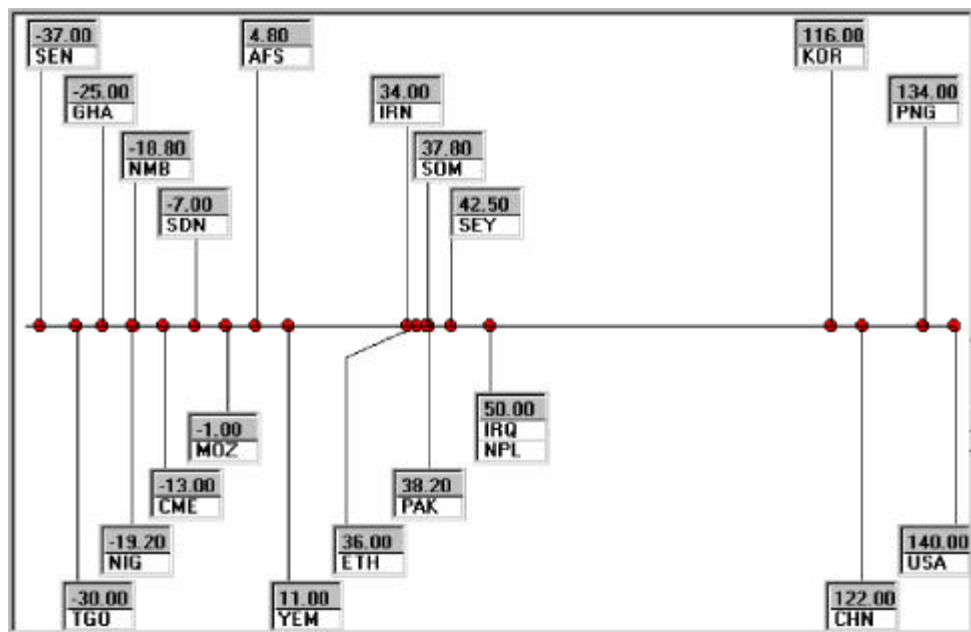 -37.00
SEN
4.80
AFS
116.00
KOR
-25.00
GHA
34.00
IRN
134.00
PNG
-18.80
NMB
37.80
SOM
-7.00
SDN
42.50
SEY
50.00
IRQ
NPL
-1.00
MOZ
-13.00
CME
38.20
PAK
-19.20
NIG
36.00
ETH
140.00
USA
-30.00
TGO
11.00
YEM
122.00
CHN